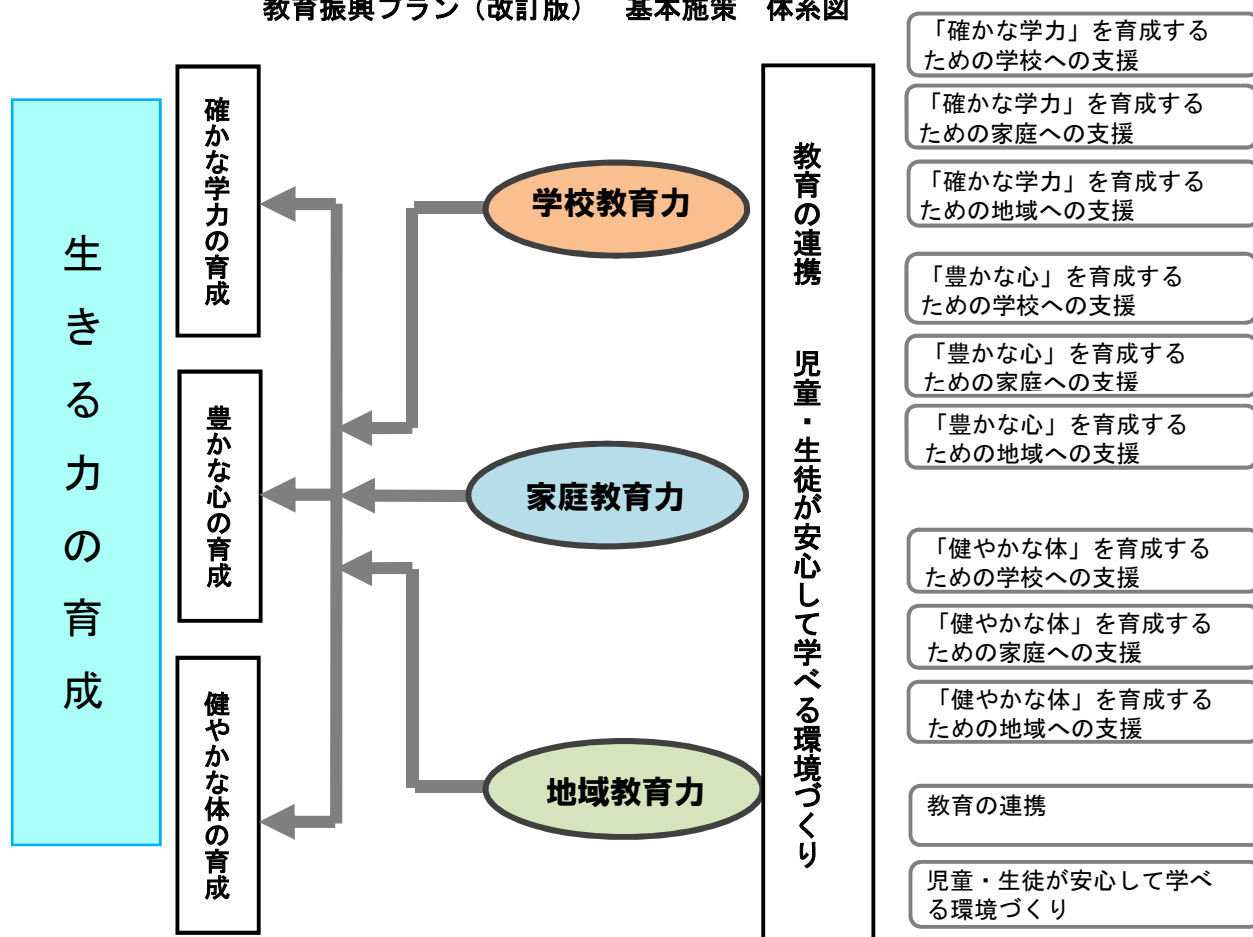 教育振興プラン（改訂版）　基本施策　体系図
生きる力の育成
確かな学力の育成
豊かな心の育成
健やかな体の育成
学校教育力
家庭教育力
地域教育力
教育の連携　児童・生徒が安心して学べる環境づくり
「確かな学力」を育成する
ための学校への支援
「確かな学力」を育成する
ための家庭への支援
「確かな学力」を育成する
ための地域への支援
「豊かな心」を育成する
ための学校への支援
「豊かな心」を育成する
ための家庭への支援
「豊かな心」を育成する
ための地域への支援
「健やかな体」を育成する
ための学校への支援
「健やかな体」を育成する
ための家庭への支援
「健やかな体」を育成する
ための地域への支援
教育の連携
児童・生徒が安心して学べ
る環境づくり